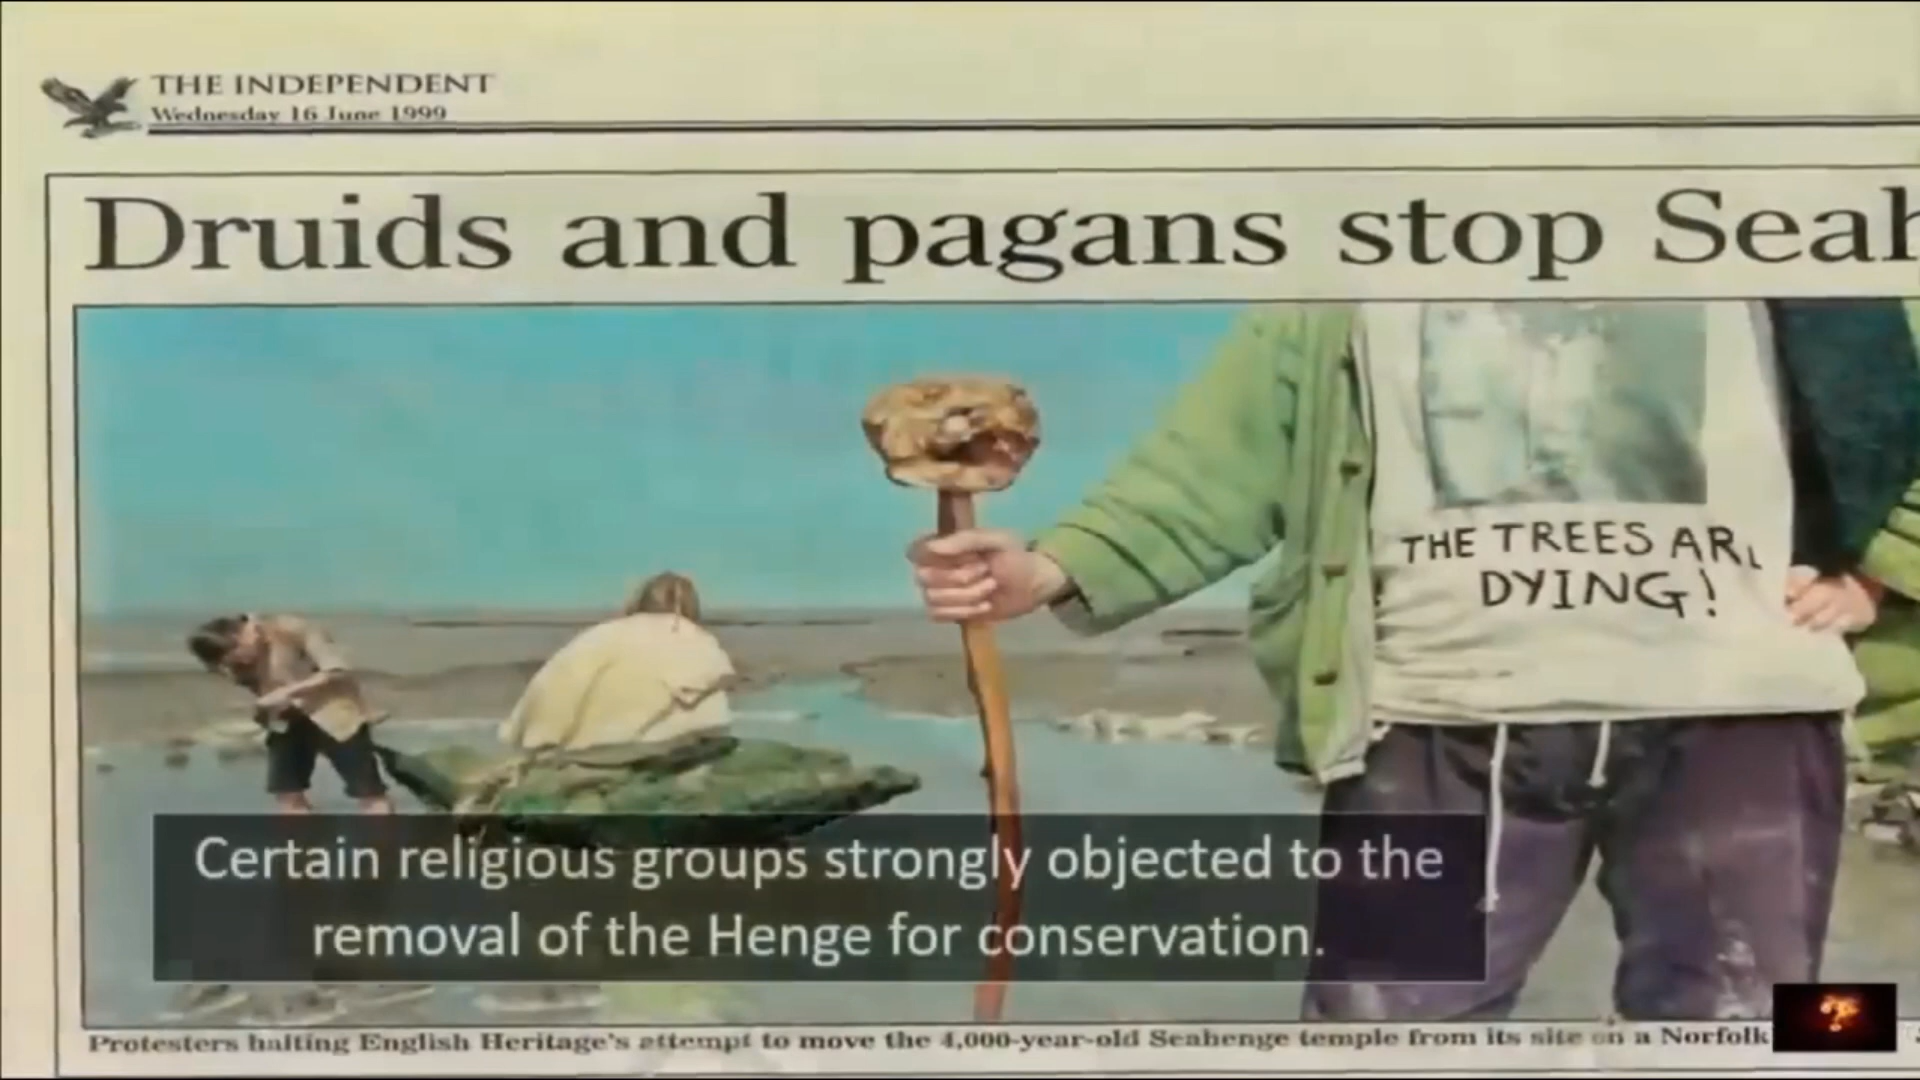 THE INDEPENDENT
Wednesday 16 June 1999
Druids and pagans stop Seah
THE TREES ARE
DYING!
Certain religious groups strongly objected to the
removal of the Henge for conservation.
Protesters halting English Heritage's attempt to move the 4,000-year-old Seahenge temple from its site on a Norfolk